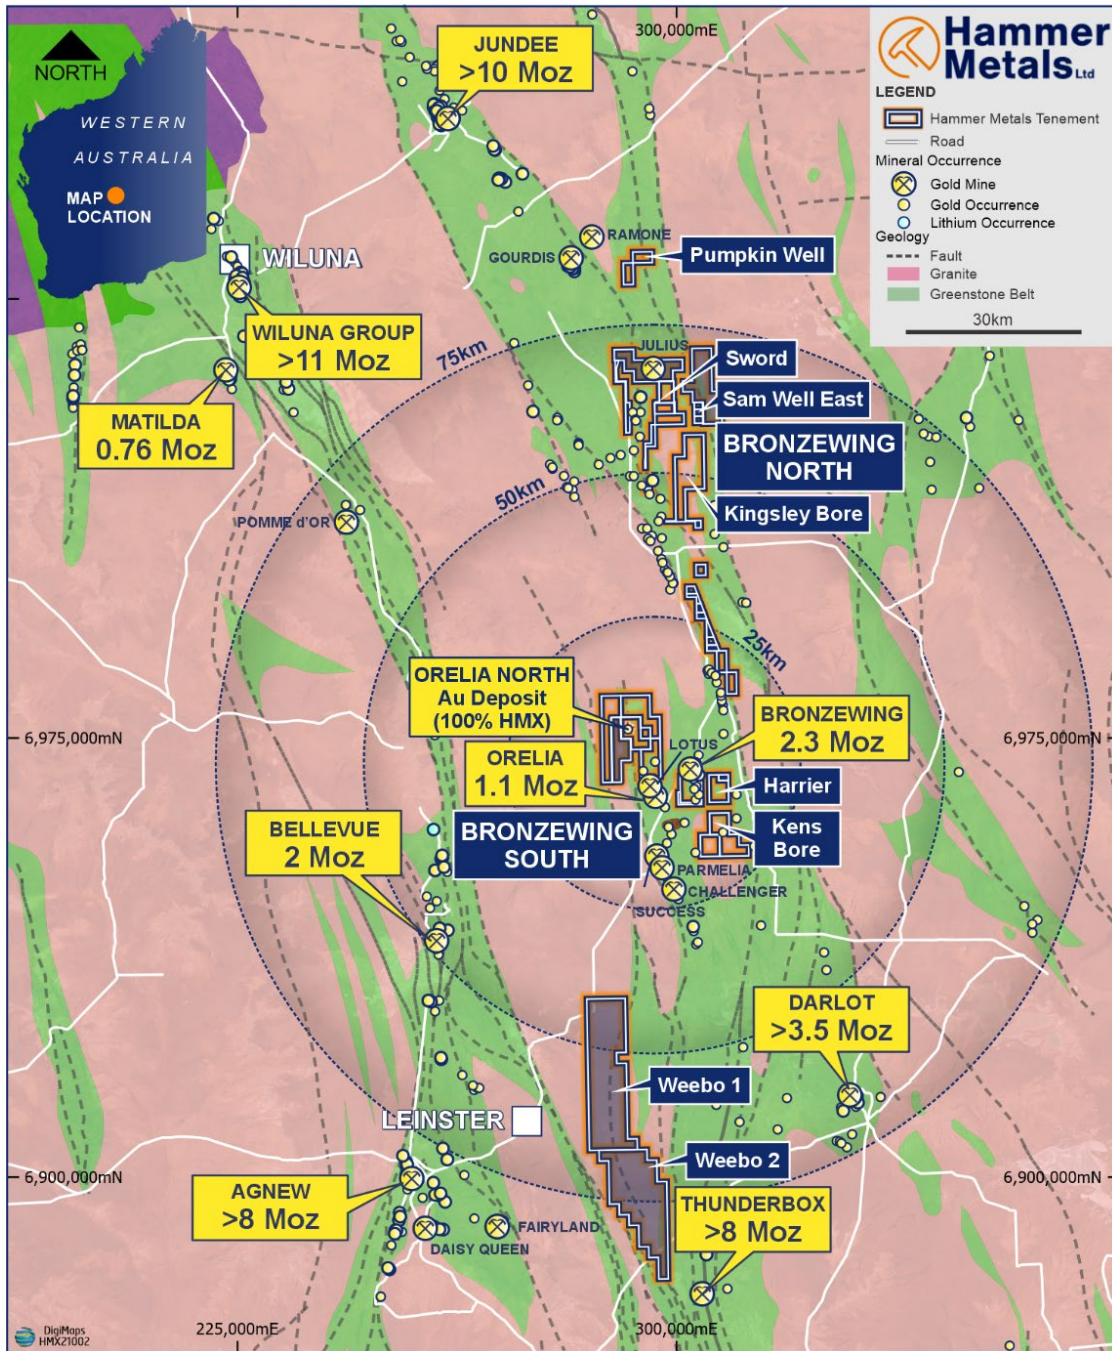 300,000mE
JUNDEE
>10 Moz
NORTH
WESTERN
AUSTRALIA
MAP
LOCATION
Hammer
Metals Ltd
LEGEND
Hammer Metals Tenement
Road
Mineral Occurrence
Gold Mine
Gold Occurrence
Lithium Occurrence
Geology
Fault
Granite
Greenstone Belt
30km
RAMONE
GOURDIS
Pumpkin Well
WILUNA
WILUNA GROUP
>11 Moz
75km
JULIUS
Sword
Sam Well East
MATILDA
0.76 Moz
BRONZEWING
NORTH
50km
Kingsley Bore
POMME d'OR
25km
ORELIA NORTH
Au Deposit
(100% HMX)
BRONZEWING
2.3 Moz
6,975,000mN
6,975,000mN
LOTUS
ORELIA
1.1 Moz
Harrier
BELLEVUE
2 Moz
BRONZEWING
SOUTH
Kens
Bore
PARMELIA
CHALLENGER
SUCCESS
DARLOT
>3.5 Moz
Weebo 1
LEINSTER
Weebo 2
6,900,000mN
6,900,000mN
AGNEW
>8 Moz
THUNDERBOX
>8 Moz
FAIRYLAND
DAISY QUEEN
DigiMaps
HMX21002
225,000mE
300,000mE